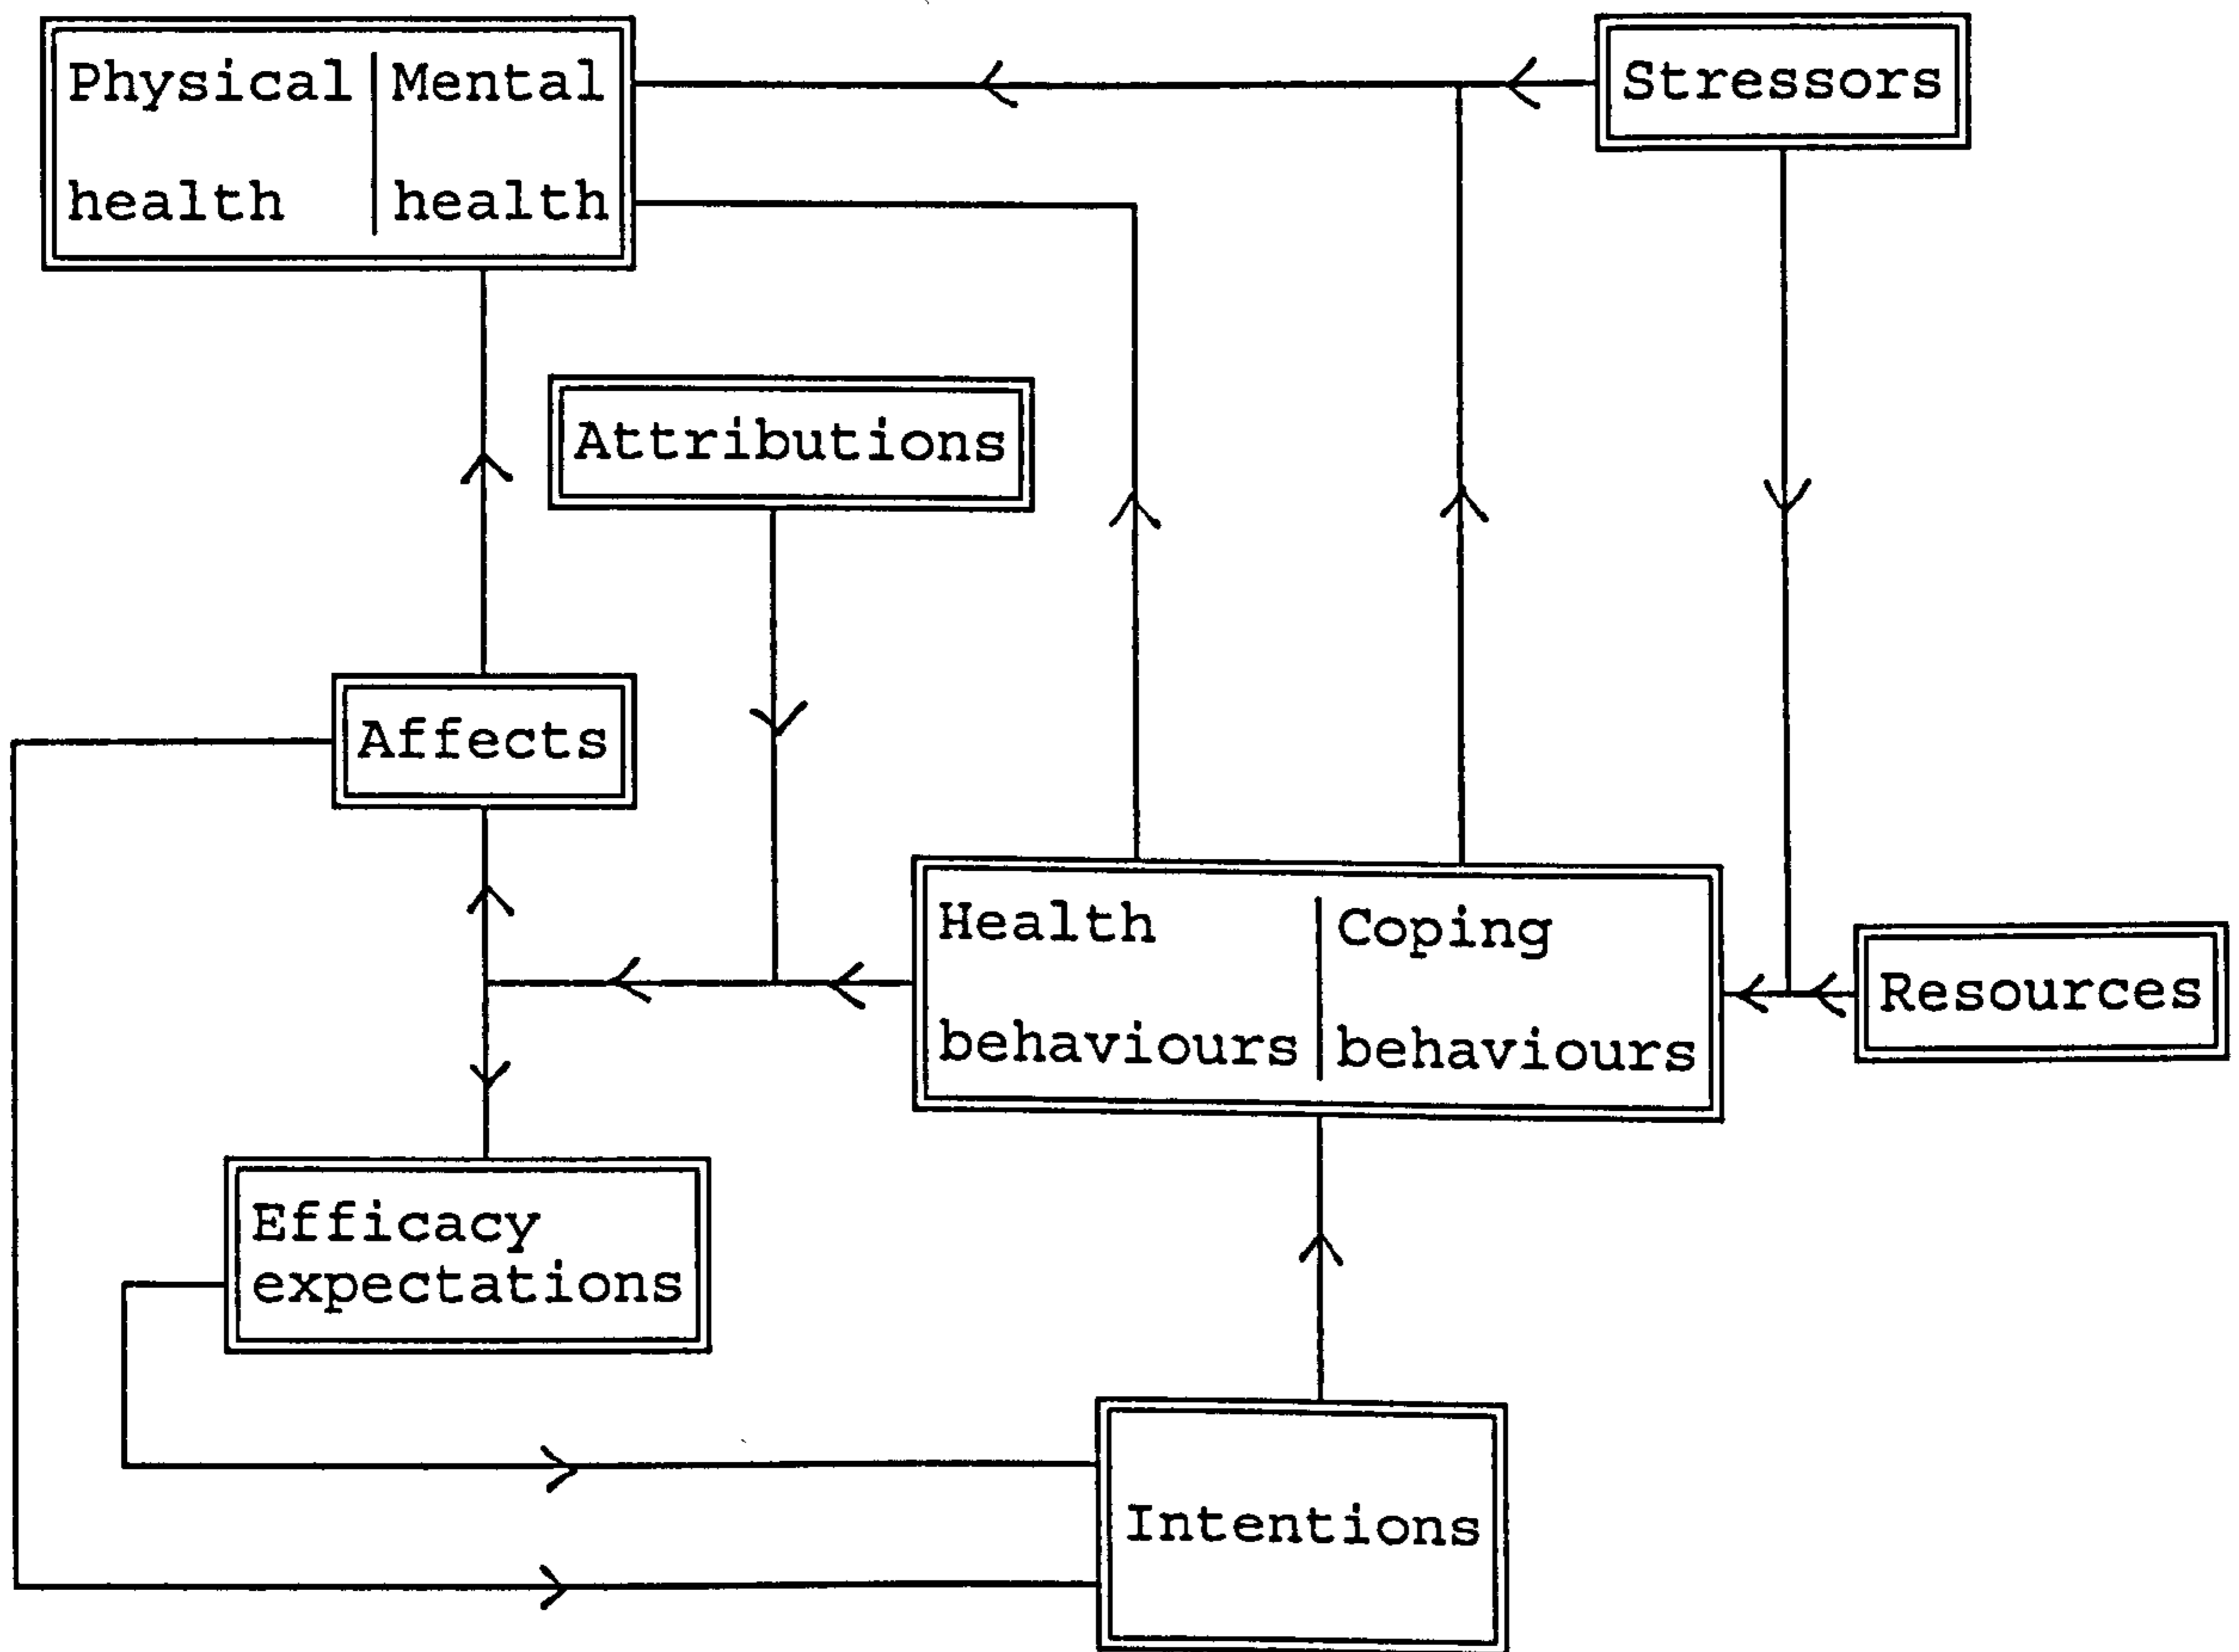 Physical | Mental
health | health
Stressors
Attributions
Affects
Health | Coping
behaviours | behaviours
Resources
Efficacy
expectations
Intentions